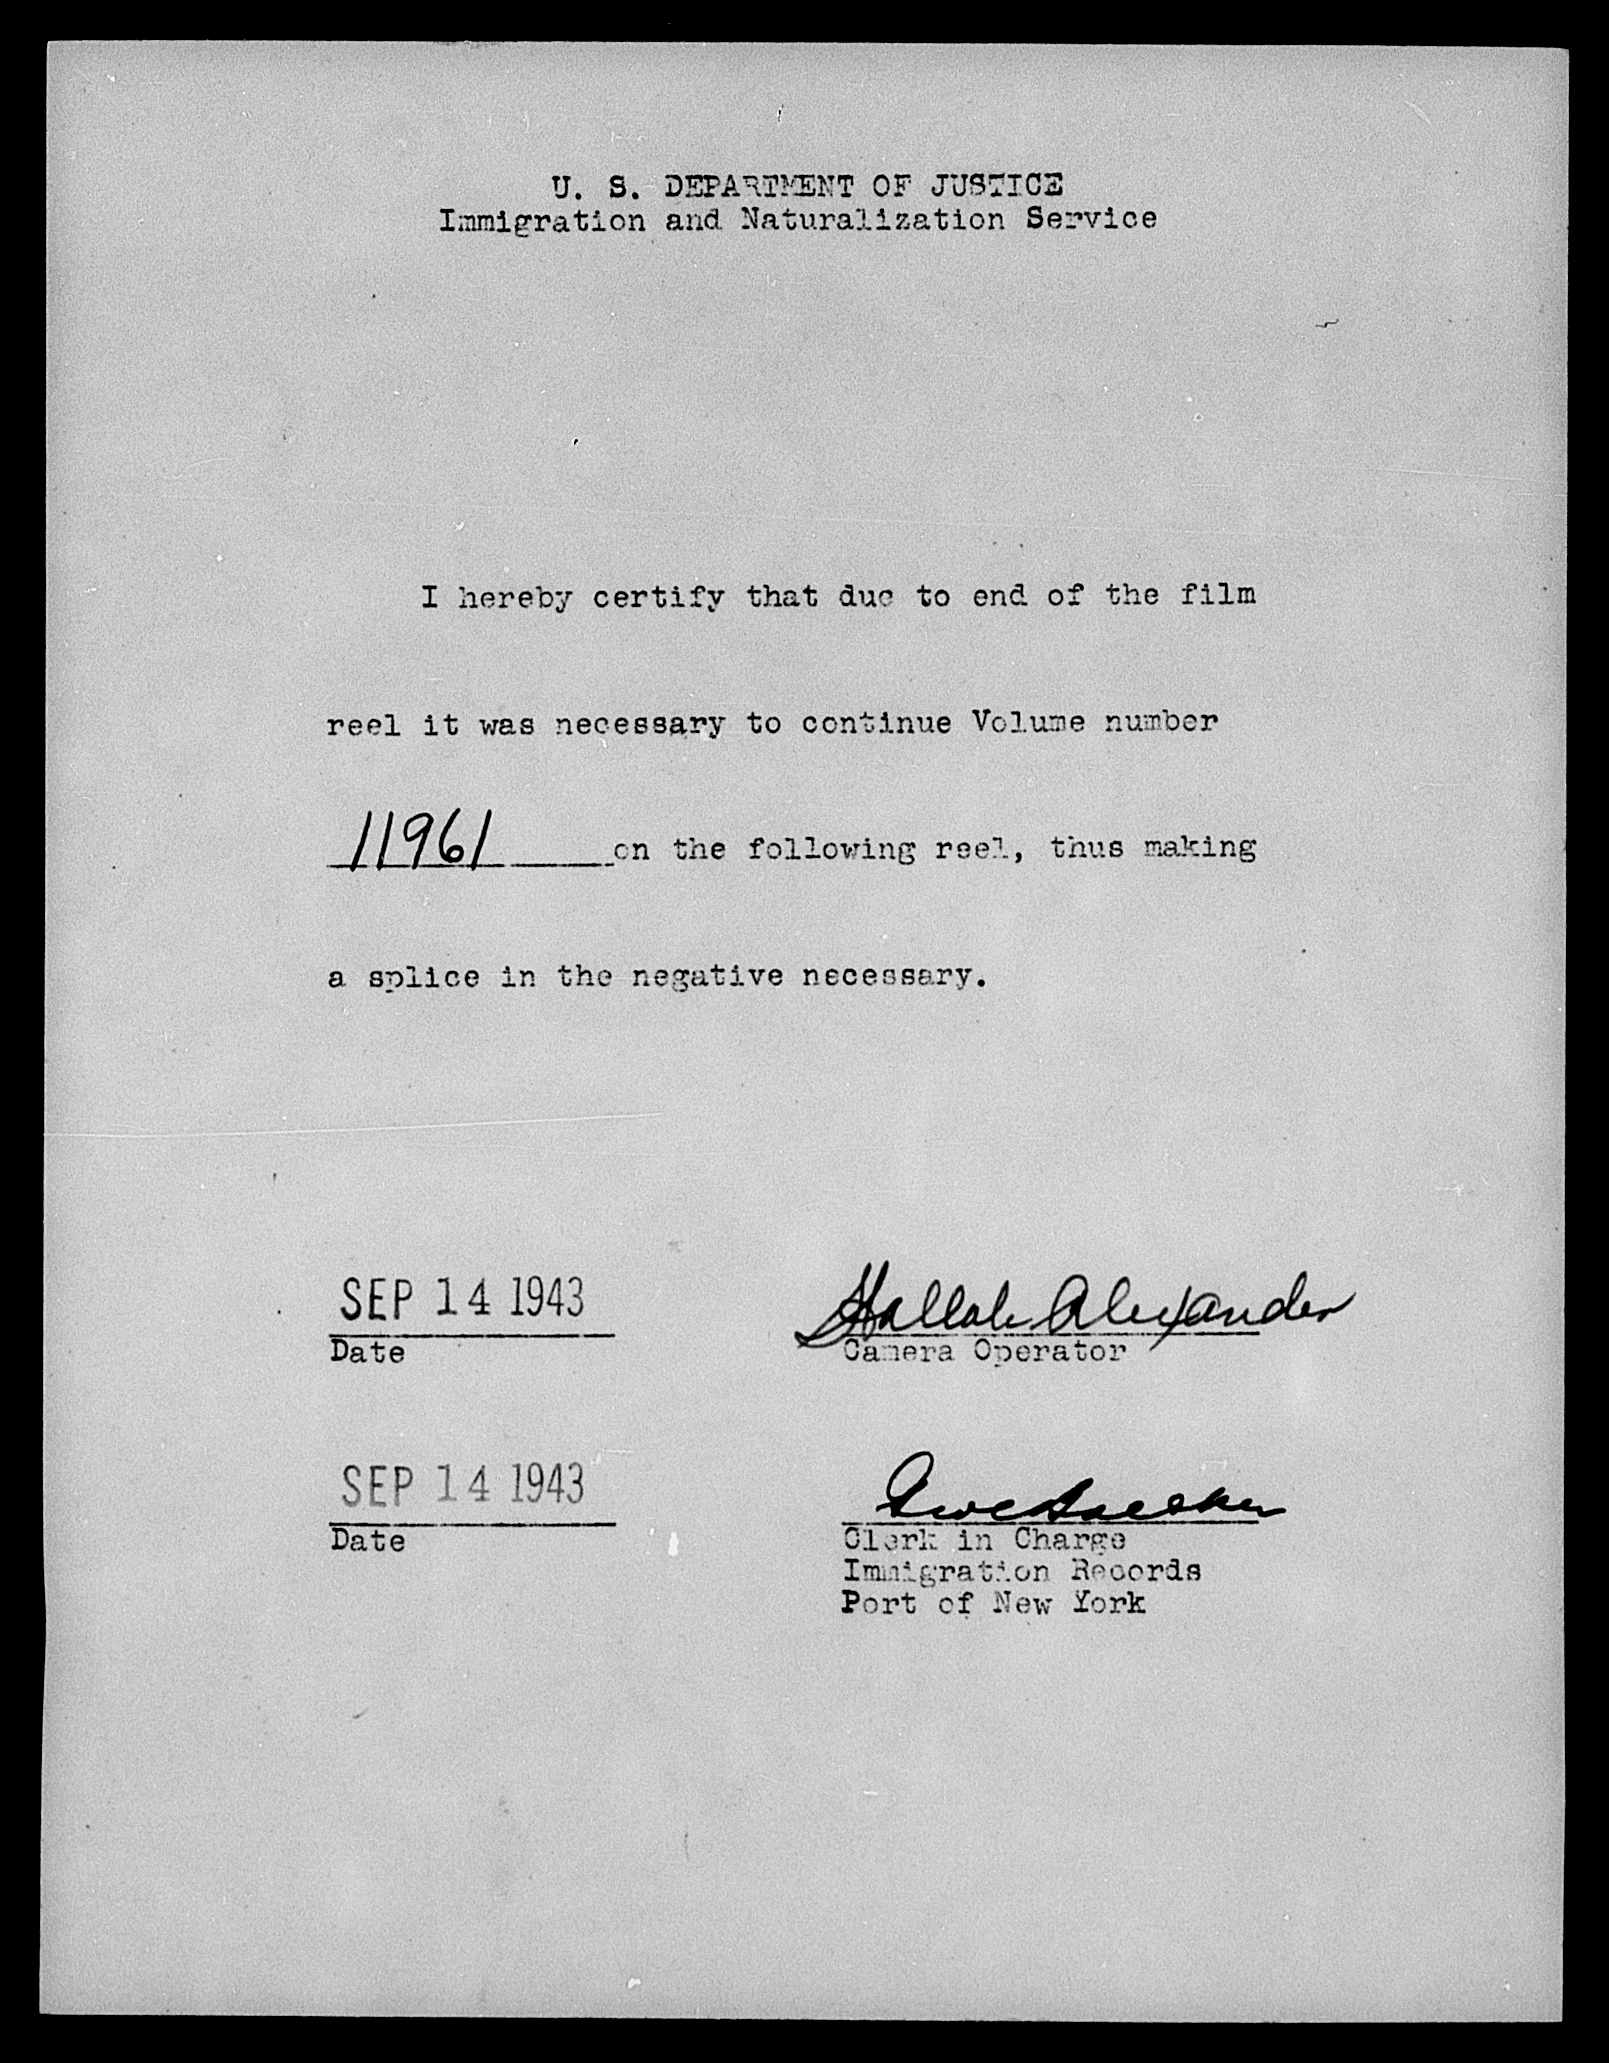 U. S. DEPARTMENT OF JUSTICE
Immigration and Naturalization Service
I hereby certify that due to end of the film
reel it was necessary to continue Volume number
11961 on the following reel, thus making
a splice in the negative necessary.
SEP 14 1943
Date
Alexander
Camera Operator
SEP 14 1943
Date
Clerk in Charge
Immigration Records
Port of New York